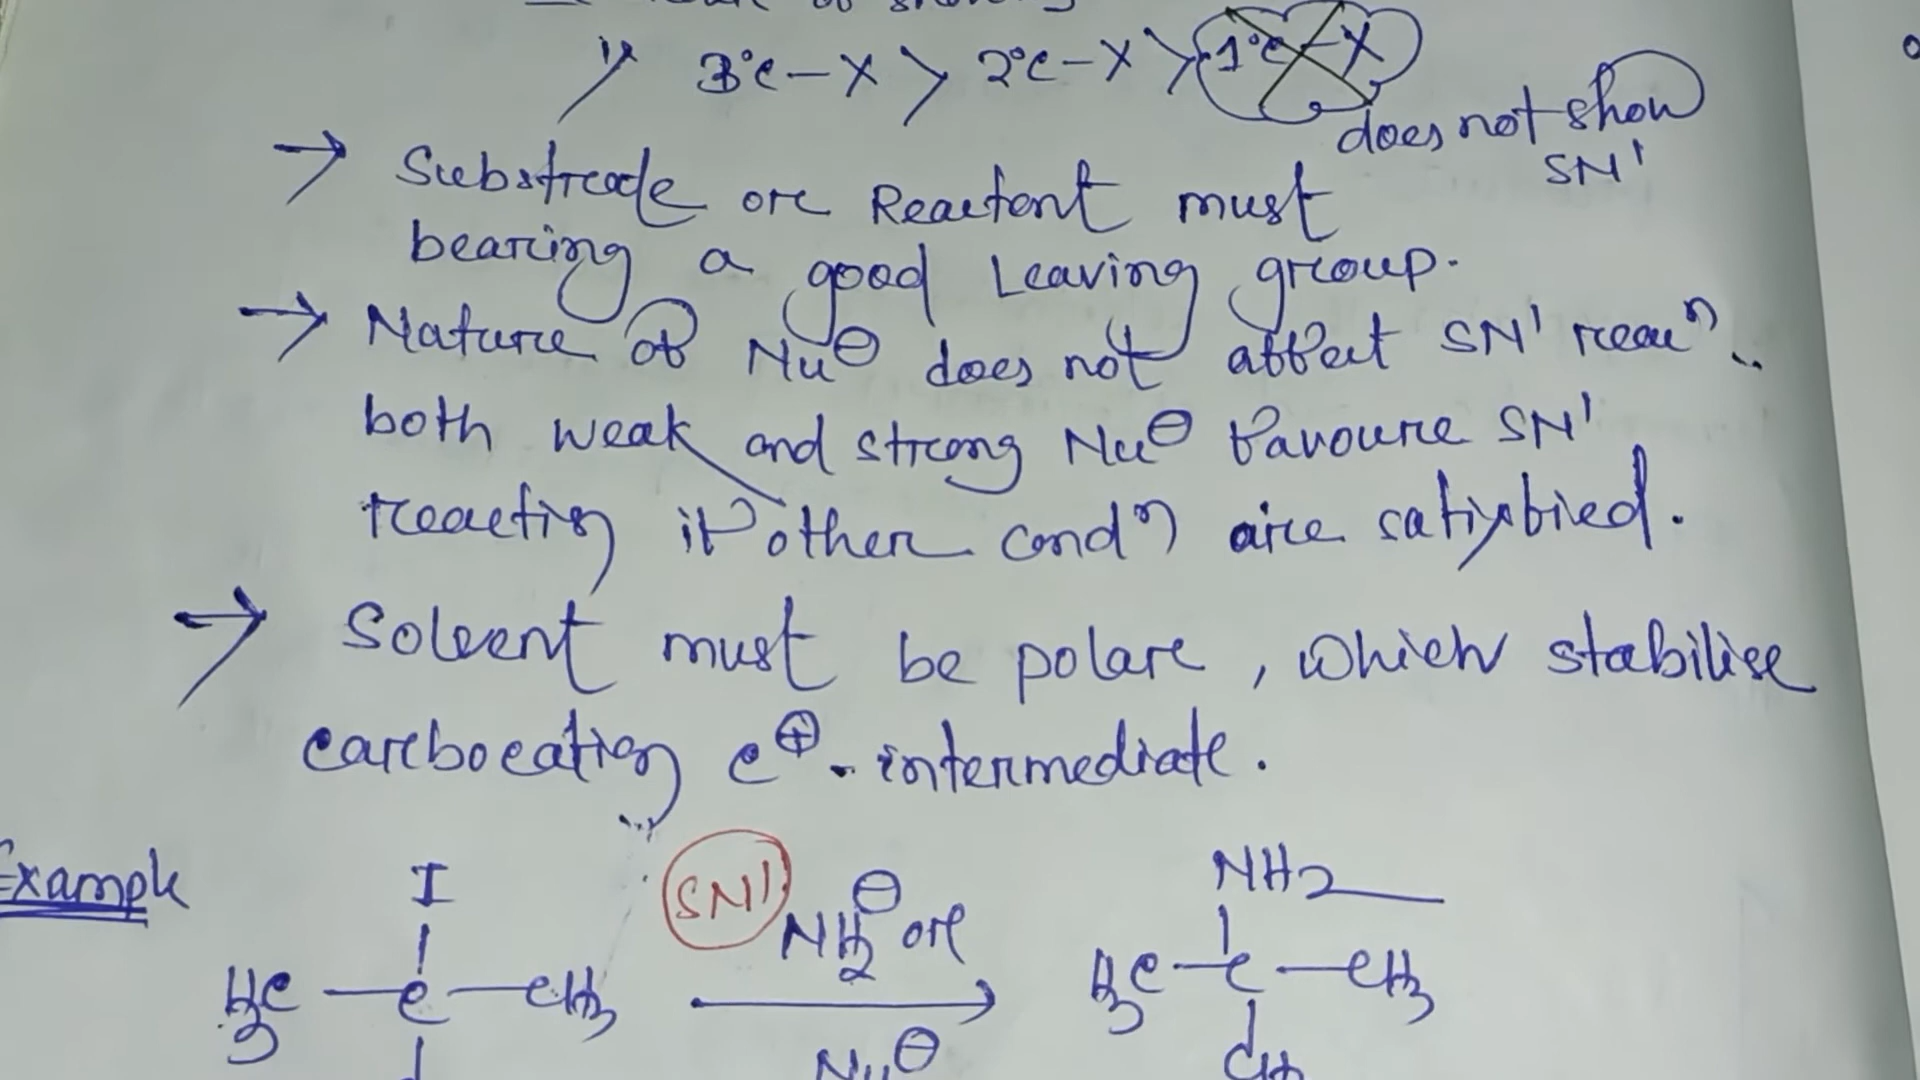 3°C-X > 2°C-X > 1°C-X
does not show
SN1
→ Substrate or Reactant must
bearing a good Leaving group.
→ Nature of Nu⊖ does not affect SN1 reacn.
both weak and strong Nu⊖ favoure SN1
reaction if other condn are satisfied.
→ Solvent must be polar, which stabilise
carbocation C⊕ - intermediate.
Example
I
SN1
NH2⊖ or
NH2
H3C - C - CH3
H3C - C - CH3
Nu⊖
CH3